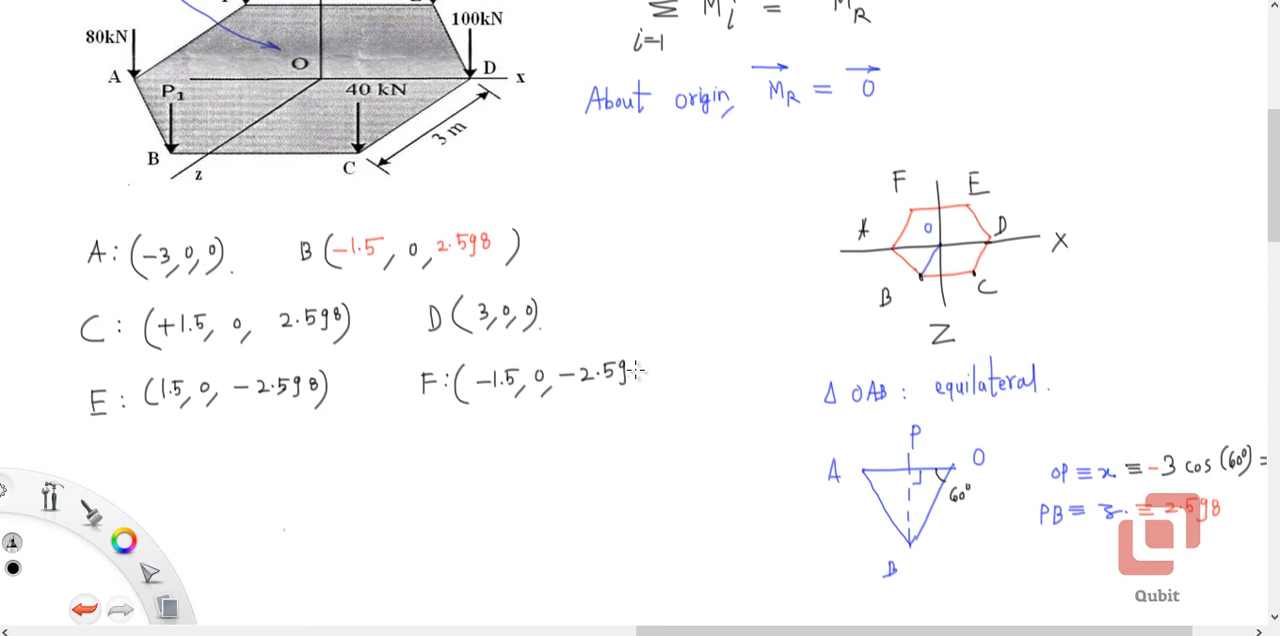 n
Σ M_i = M_R
i=1
80kN
100kN
O
A
D
x
P₁
40 kN
3 m
B
C
z
About origin, M_R = 0
F E
A O D X
B C
Z
A: (-3, 0, 0). B (-1.5, 0, 2.598)
C: (+1.5, 0, 2.598) D (3, 0, 0).
E: (1.5, 0, -2.598) F: (-1.5, 0, -2.59
Δ OAB : equilateral.
P
A O
60°
B
OP ≡ x ≡ -3 cos (60°) =
PB ≡ z. ≡ 2.598
Qubit